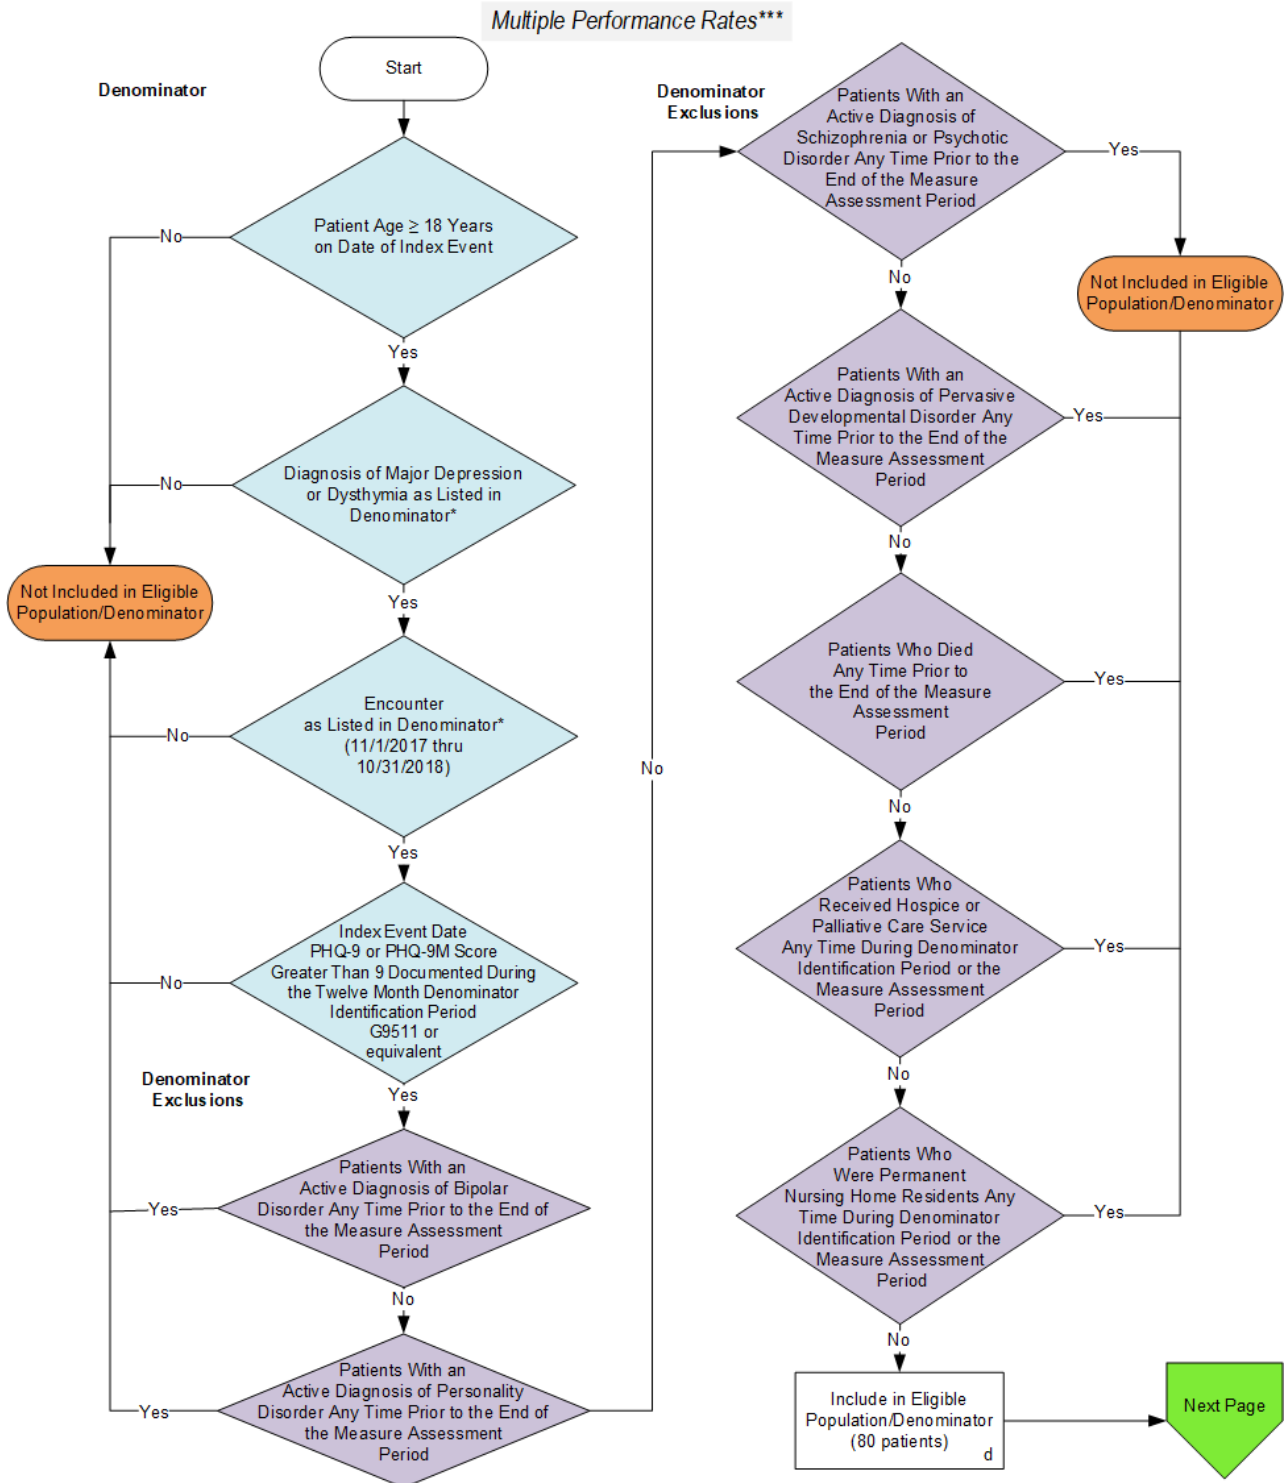 Multiple Performance Rates***
Start
Denominator
Patient Age ≥ 18 Years
on Date of Index Event
No
Yes
Diagnosis of Major Depression
or Dysthymia as Listed in
Denominator*
No
Not Included in Eligible
Population/Denominator
Yes
Encounter
as Listed in Denominator*
(11/1/2017 thru
10/31/2018)
No
Yes
Index Event Date
PHQ-9 or PHQ-9M Score
Greater Than 9 Documented During
the Twelve Month Denominator
Identification Period
G9511 or
equivalent
No
Denominator
Exclusions
Yes
Patients With an
Active Diagnosis of Bipolar
Disorder Any Time Prior to the End of
the Measure Assessment
Period
Yes
No
Patients With an
Active Diagnosis of Personality
Disorder Any Time Prior to the End of
the Measure Assessment
Period
Yes
No
Denominator
Exclusions
Patients With an
Active Diagnosis of
Schizophrenia or Psychotic
Disorder Any Time Prior to the
End of the Measure
Assessment Period
Yes
Not Included in Eligible
Population/Denominator
No
Patients With an
Active Diagnosis of Pervasive
Developmental Disorder Any
Time Prior to the End of the
Measure Assessment
Period
Yes
No
Patients Who Died
Any Time Prior to
the End of the Measure
Assessment
Period
Yes
No
Patients Who
Received Hospice or
Palliative Care Service
Any Time During Denominator
Identification Period or the
Measure Assessment
Period
Yes
No
Patients Who
Were Permanent
Nursing Home Residents Any
Time During Denominator
Identification Period or the
Measure Assessment
Period
Yes
No
Include in Eligible
Population/Denominator
(80 patients)
d
Next Page